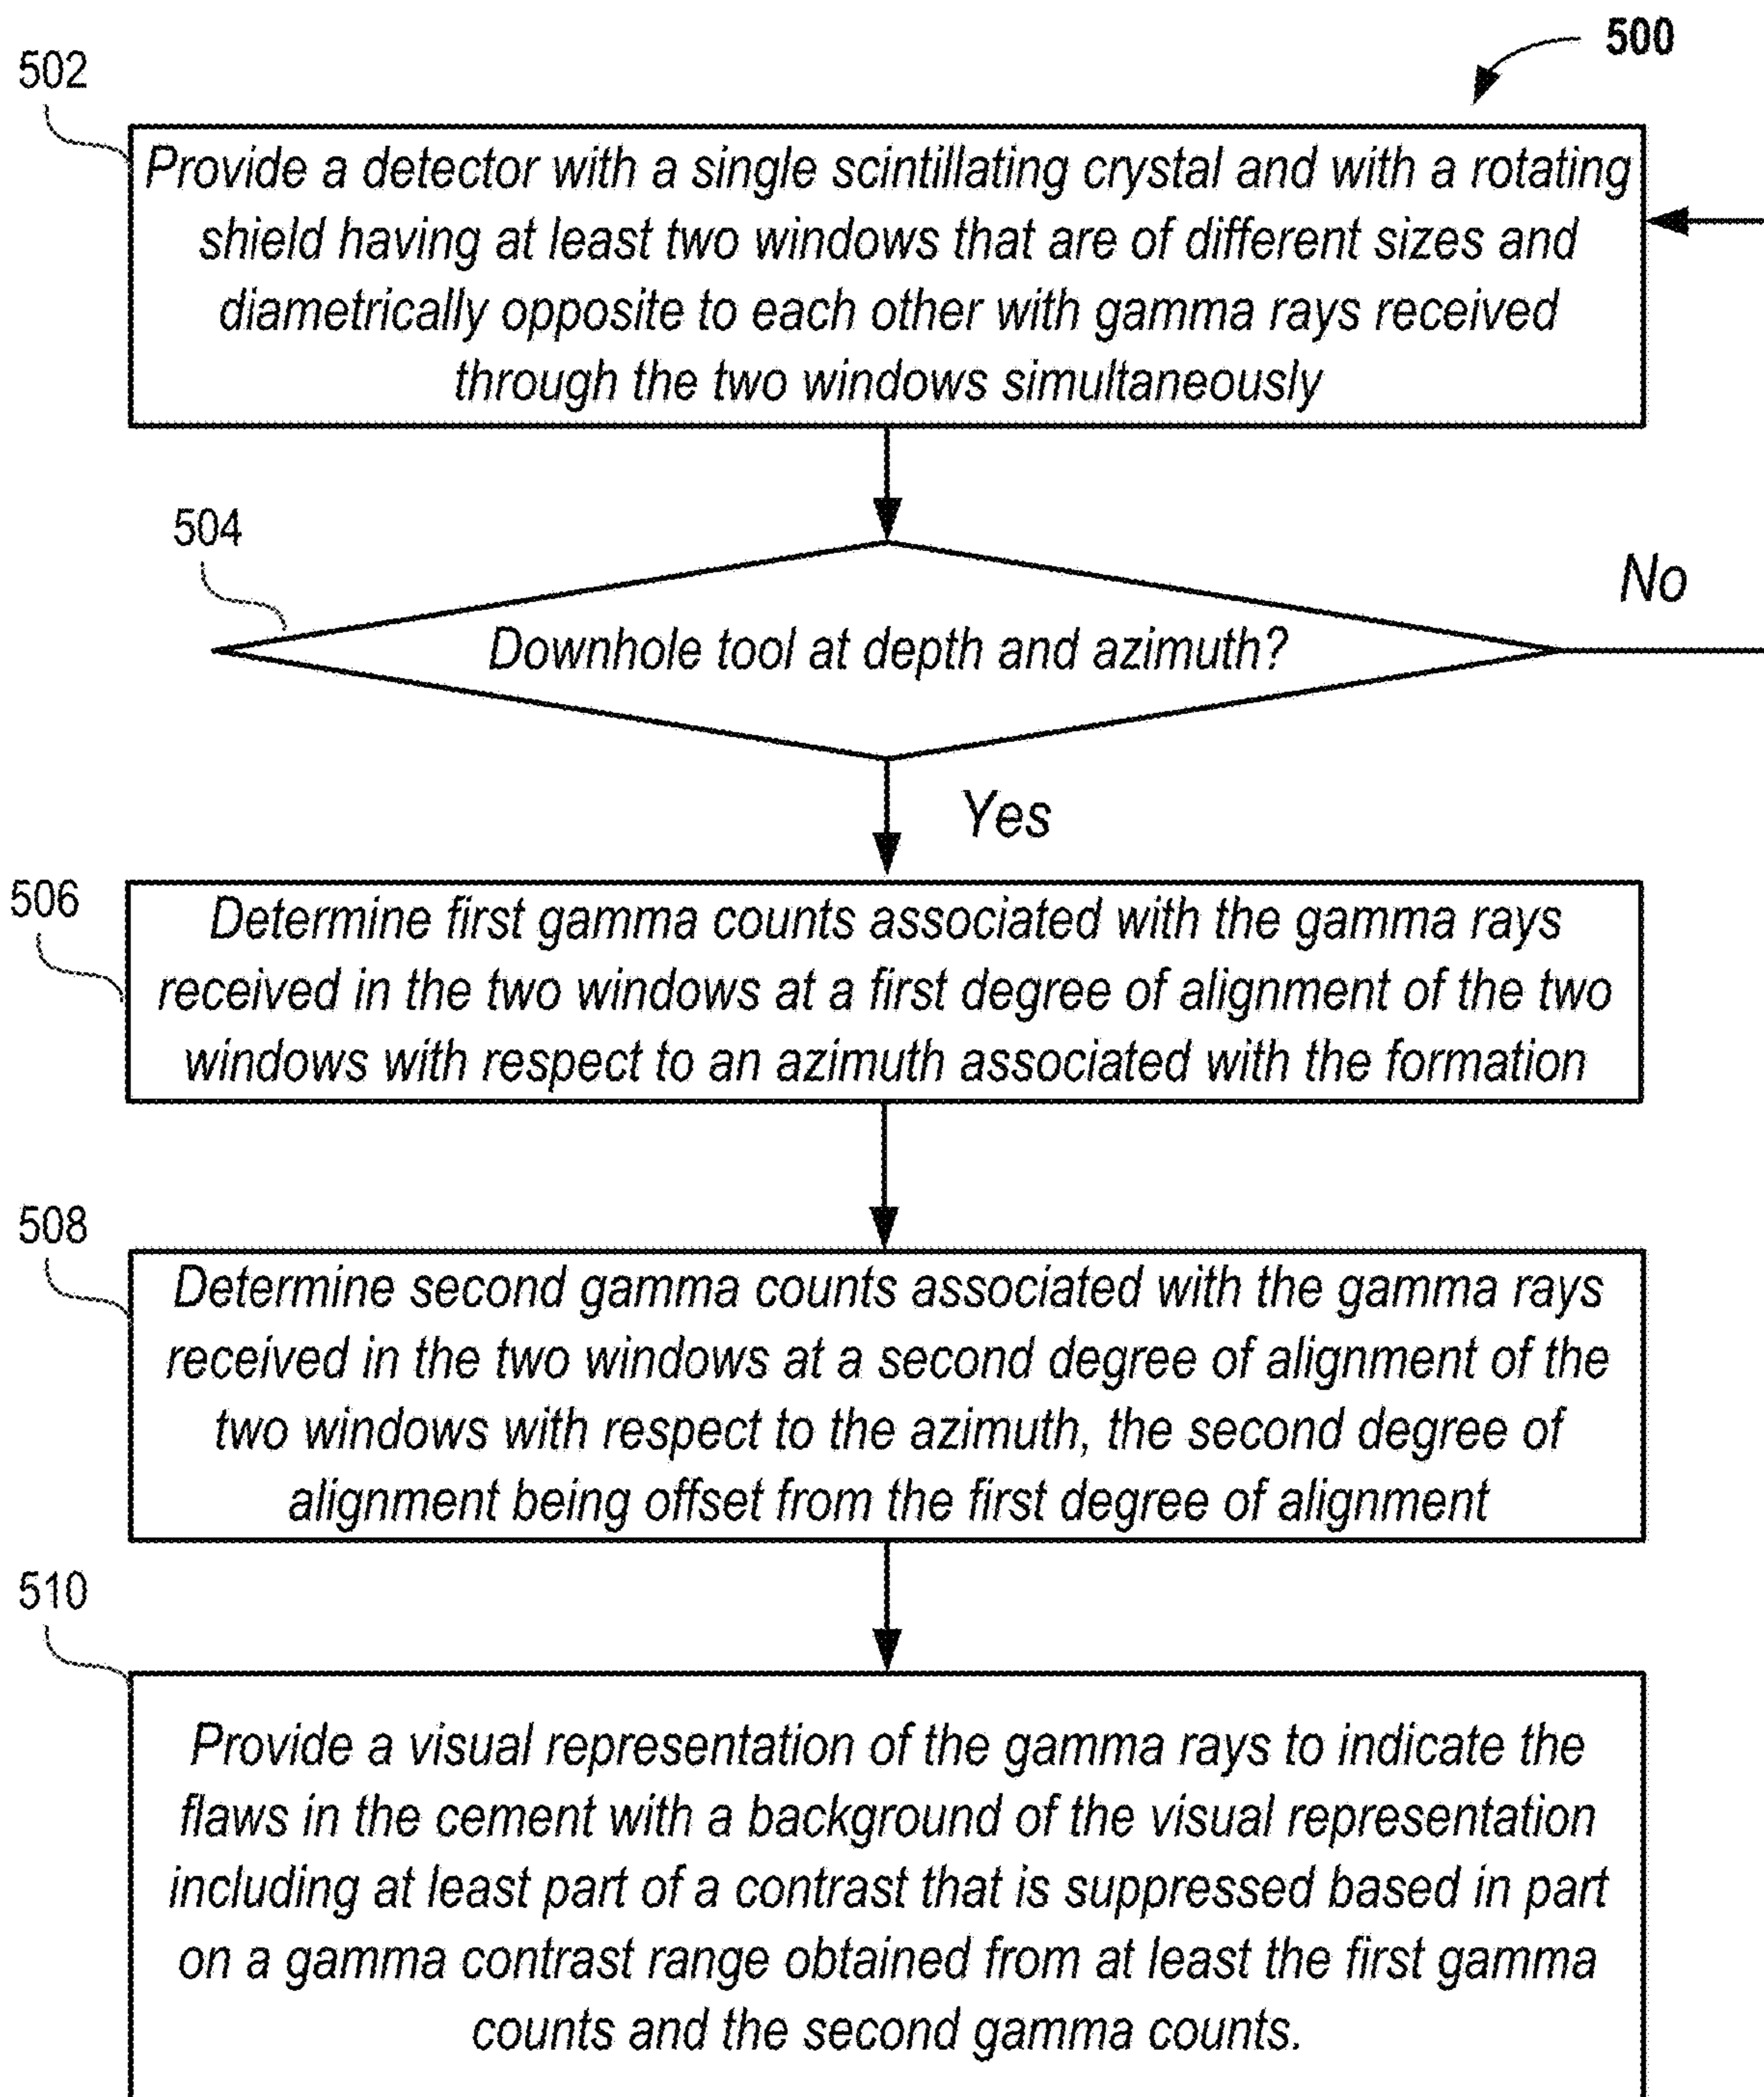 500
502
Provide a detector with a single scintillating crystal and with a rotating
shield having at least two windows that are of different sizes and
diametrically opposite to each other with gamma rays received
through the two windows simultaneously
504
No
Downhole tool at depth and azimuth?
Yes
506
Determine first gamma counts associated with the gamma rays
received in the two windows at a first degree of alignment of the two
windows with respect to an azimuth associated with the formation
508
Determine second gamma counts associated with the gamma rays
received in the two windows at a second degree of alignment of the
two windows with respect to the azimuth, the second degree of
alignment being offset from the first degree of alignment
510
Provide a visual representation of the gamma rays to indicate the
flaws in the cement with a background of the visual representation
including at least part of a contrast that is suppressed based in part
on a gamma contrast range obtained from at least the first gamma
counts and the second gamma counts.